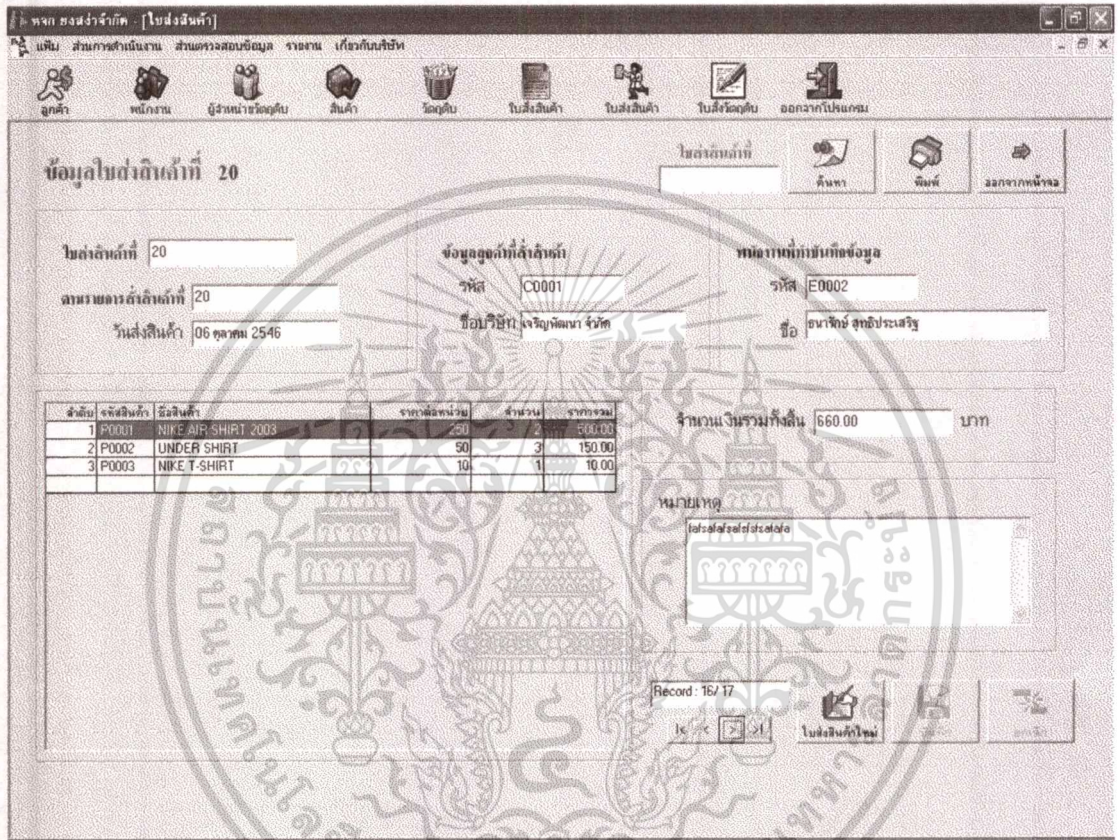 หจก ยงสง่าจำกัด - [ใบส่งสินค้า]
แฟ้ม ส่วนการดำเนินงาน ส่วนตรวจสอบข้อมูล รายงาน เกี่ยวกับบริษัท
ลูกค้า พนักงาน ผู้จำหน่ายวัตถุดิบ สินค้า วัตถุดิบ ใบสั่งสินค้า ใบส่งสินค้า ใบสั่งวัตถุดิบ ออกจากโปรแกรม
ใบส่งสินค้าที่
ข้อมูลใบส่งสินค้าที่ 20
ค้นหา พิมพ์ ออกจากหน้าจอ
ใบส่งสินค้าที่ 20
ตามรายการสั่งสินค้าที่ 20
วันส่งสินค้า 06 ตุลาคม 2546
ข้อมูลลูกค้าที่สั่งสินค้า
รหัส C0001
ชื่อบริษัท เจริญพัฒนา จำกัด
พนักงานที่ทำบันทึกข้อมูล
รหัส E0002
ชื่อ ธนารักษ์ สุทธิประเสริฐ
ลำดับ รหัสสินค้า ชื่อสินค้า ราคาต่อหน่วย จำนวน ราคารวม
1 P0001 NIKE AIR SHIRT 2003 250 2 500.00
2 P0002 UNDER SHIRT 50 3 150.00
3 P0003 NIKE T-SHIRT 10 1 10.00
จำนวนเงินรวมทั้งสิ้น 660.00 บาท
หมายเหตุ
Record : 16/ 17
|< < > >|
ใบส่งสินค้าใหม่ บันทึก ยกเลิก